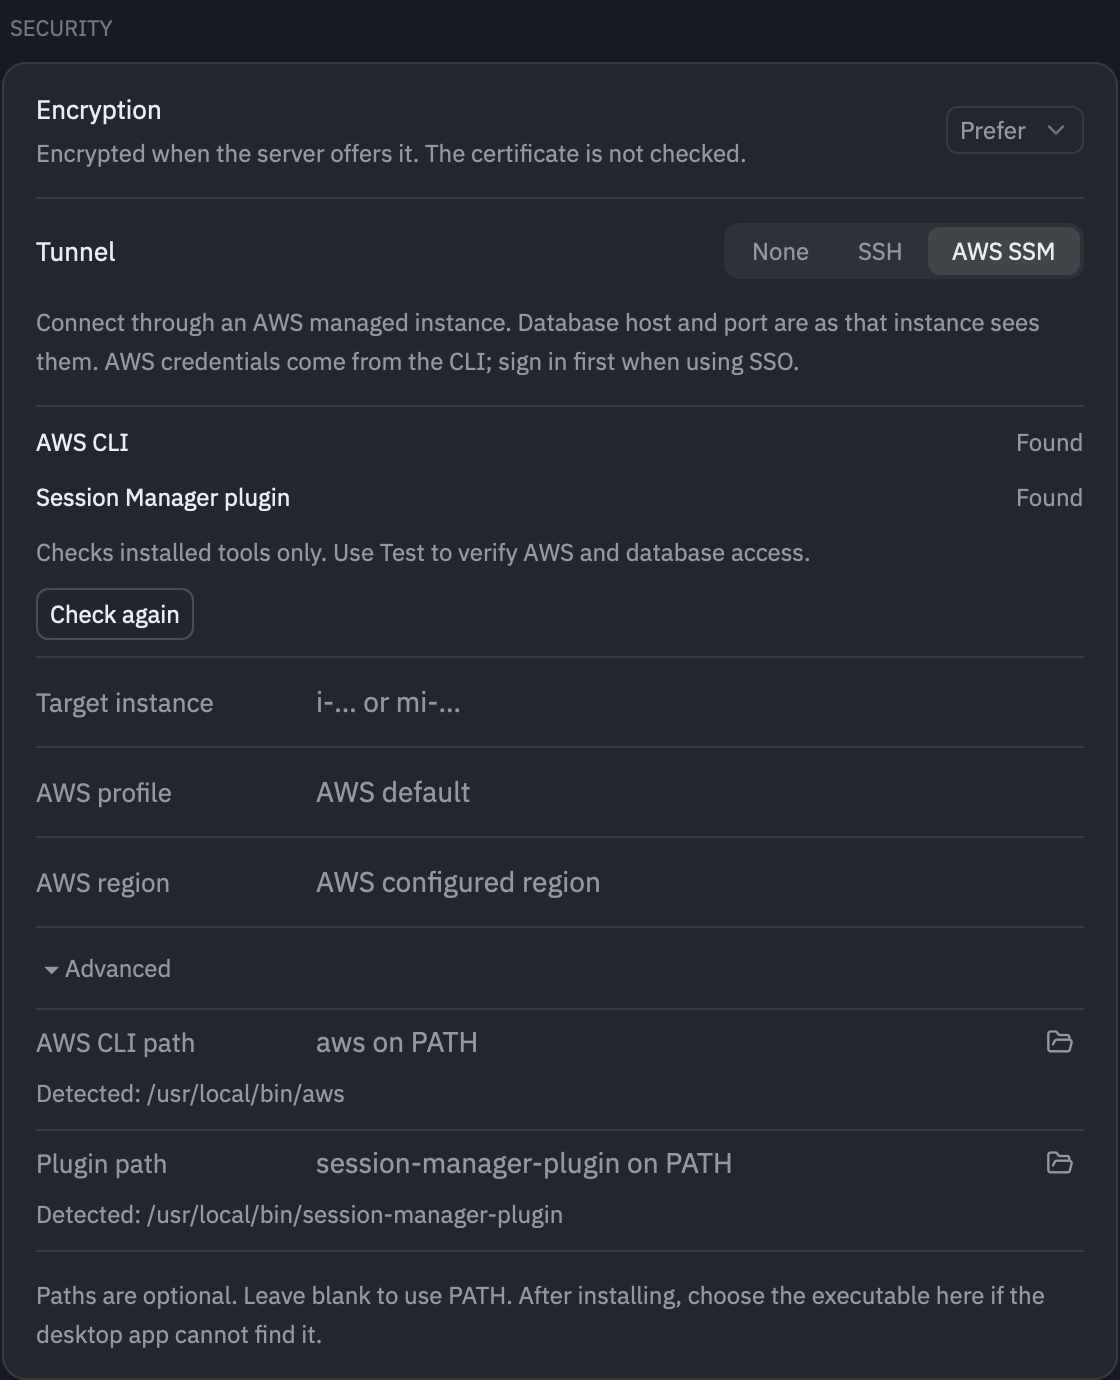 SECURITY
Encryption
Encrypted when the server offers it. The certificate is not checked.
Prefer
Tunnel
None
SSH
AWS SSM
Connect through an AWS managed instance. Database host and port are as that instance sees
them. AWS credentials come from the CLI; sign in first when using SSO.
AWS CLI
Found
Session Manager plugin
Found
Checks installed tools only. Use Test to verify AWS and database access.
Check again
Target instance
i-... or mi-...
AWS profile
AWS default
AWS region
AWS configured region
Advanced
AWS CLI path
aws on PATH
Detected: /usr/local/bin/aws
Plugin path
session-manager-plugin on PATH
Detected: /usr/local/bin/session-manager-plugin
Paths are optional. Leave blank to use PATH. After installing, choose the executable here if the
desktop app cannot find it.